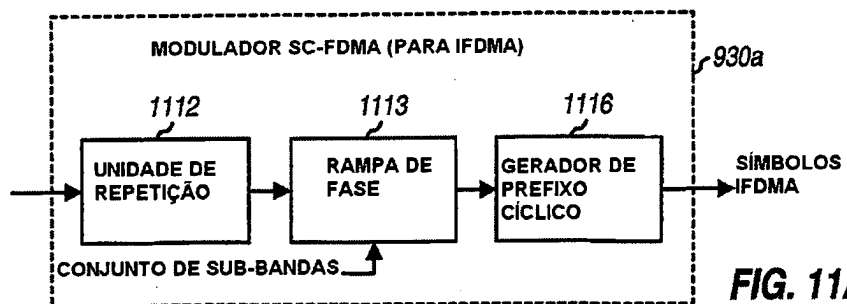 MODULADOR SC-FDMA (PARA IFDMA)
930a
1112
1113
1116
UNIDADE DE
REPETIÇÃO
RAMPA DE
FASE
GERADOR DE
PREFIXO
CÍCLICO
SÍMBOLOS
IFDMA
CONJUNTO DE SUB-BANDAS